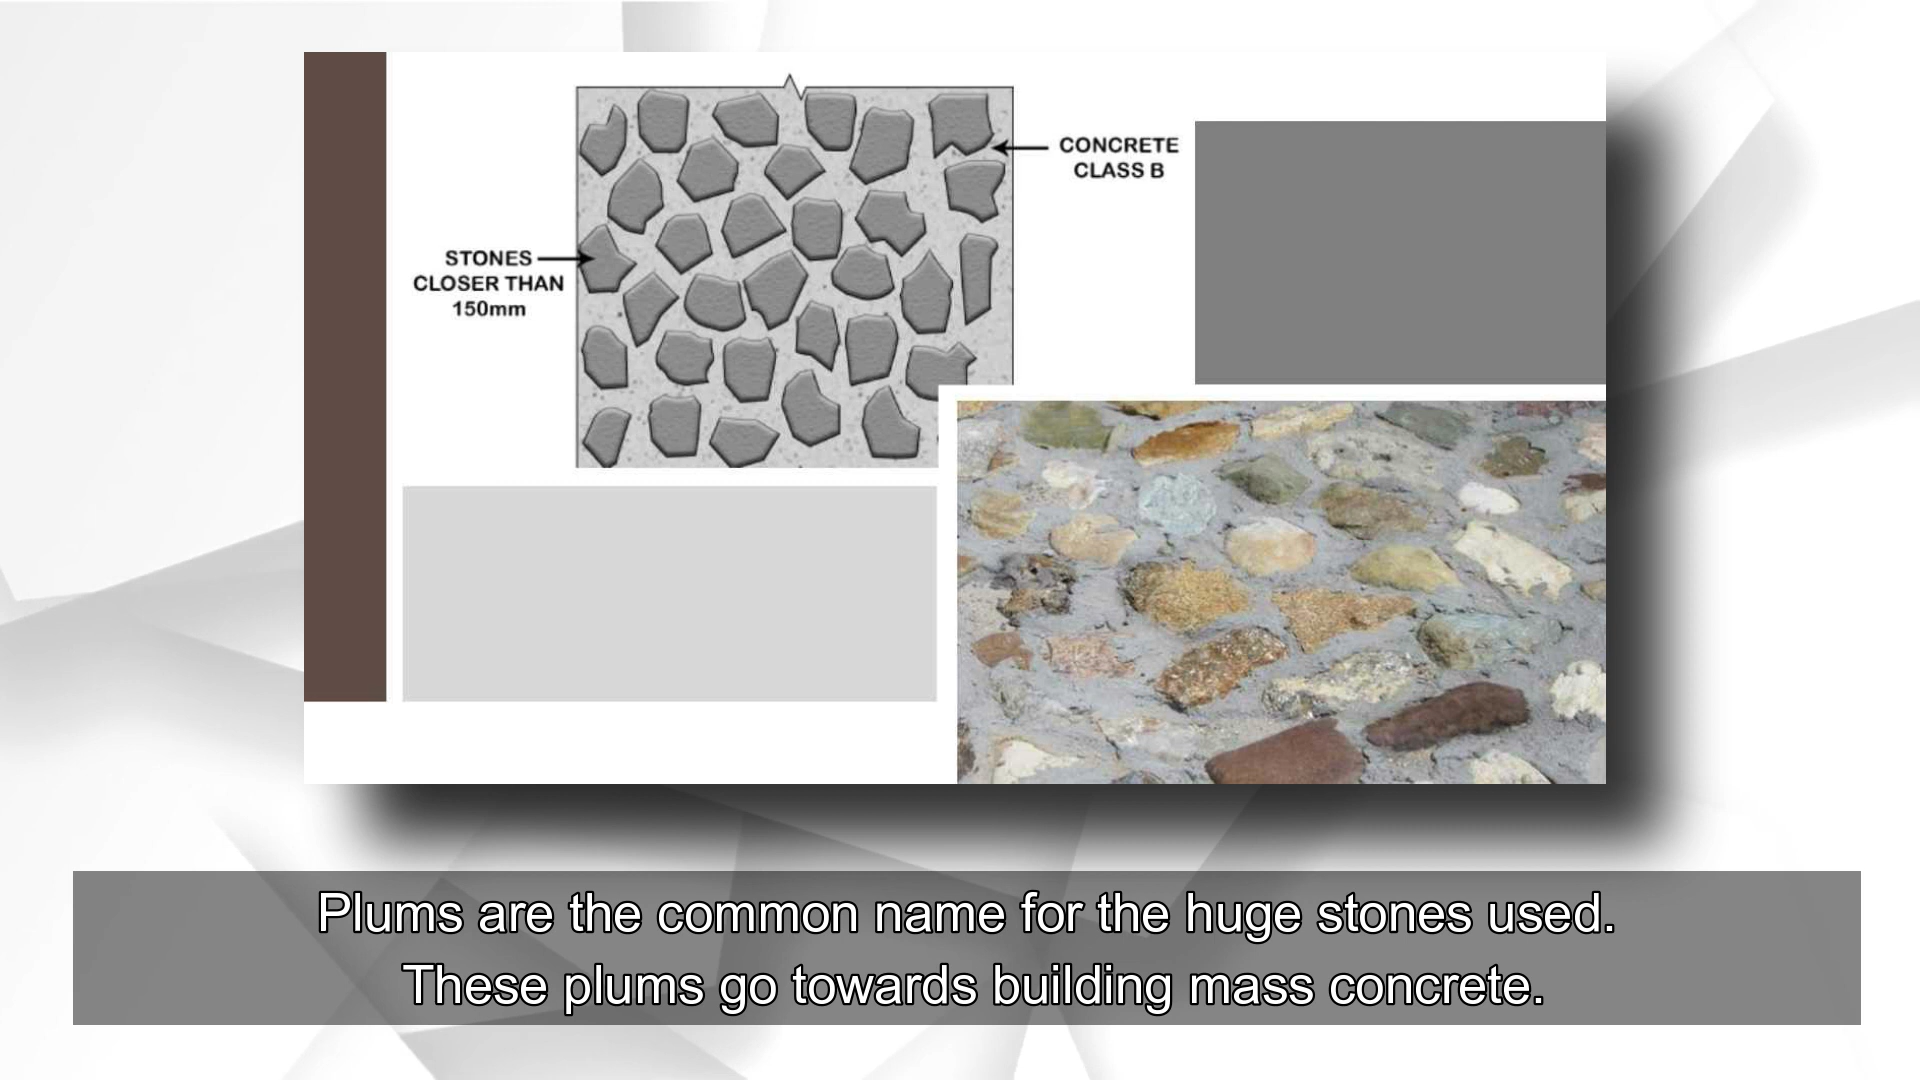 CONCRETE
CLASS B
STONES
CLOSER THAN
150mm
Plums are the common name for the huge stones used.
These plums go towards building mass concrete.